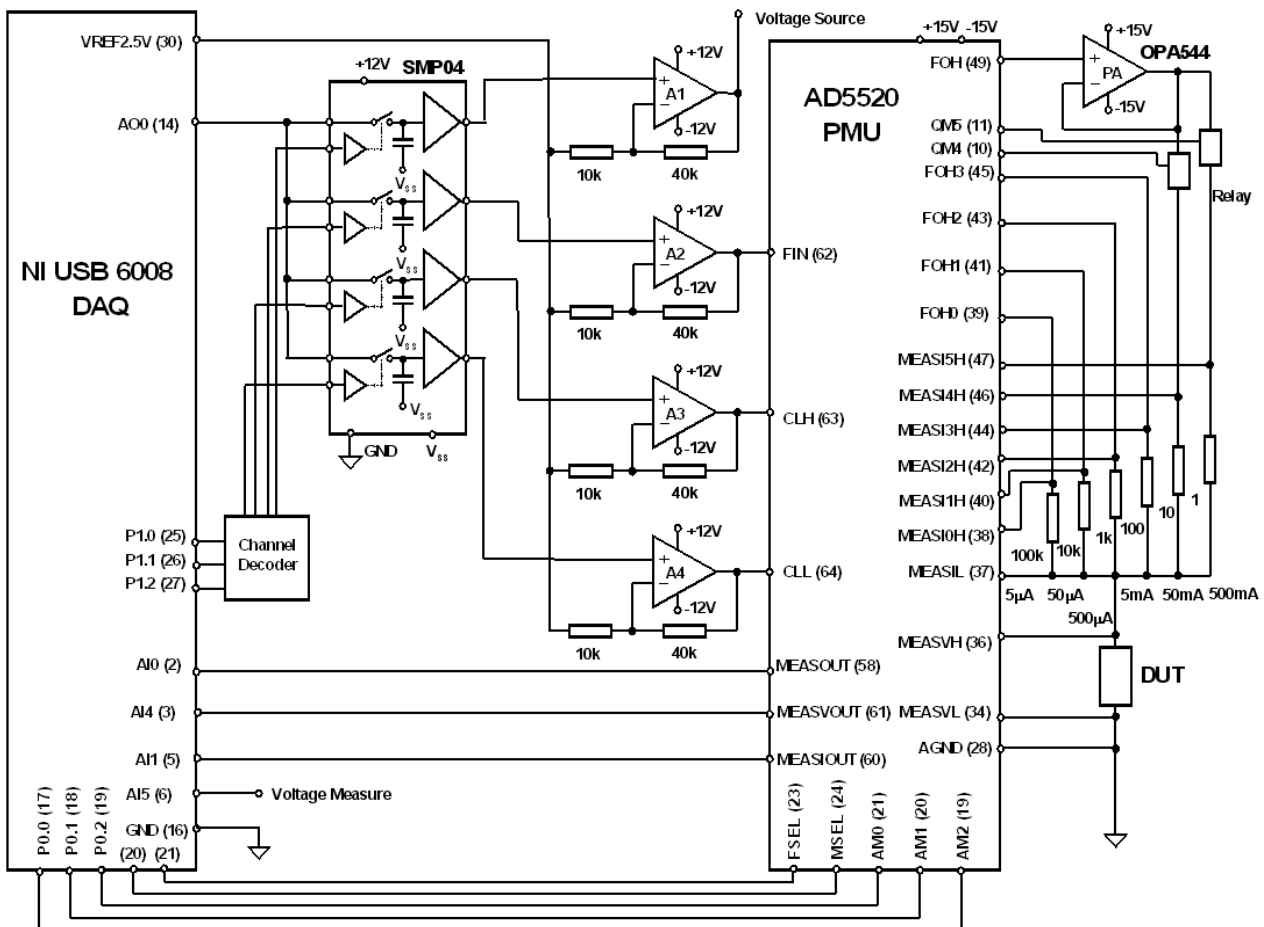 NI USB 6008
DAQ
VREF2.5V (30)
AO0 (14)
P1.0 (25)
P1.1 (26)
P1.2 (27)
AI0 (2)
AI4 (3)
AI1 (5)
AI5 (6)
GND (16)
P0.0 (17)
P0.1 (18)
P0.2 (19)
(20)
(21)
Channel
Decoder
Voltage Measure
+12V
SMP04
Vss
Vss
Vss
Vss
GND
Vss
Voltage Source
+12V
A1
-12V
10k
40k
+12V
A2
-12V
10k
40k
+12V
A3
-12V
10k
40k
+12V
A4
-12V
10k
40k
+15V -15V
AD5520
PMU
FIN (62)
CLH (63)
CLL (64)
MEASOUT (58)
MEASVOUT (61)
MEASIOUT (60)
FSEL (23)
MSEL (24)
AM0 (21)
AM1 (20)
AM2 (19)
FOH (49)
QM5 (11)
QM4 (10)
FOH3 (45)
FOH2 (43)
FOH1 (41)
FOH0 (39)
MEASI5H (47)
MEASI4H (46)
MEASI3H (44)
MEASI2H (42)
MEASI1H (40)
MEASI0H (38)
MEASIL (37)
MEASVH (36)
MEASVL (34)
AGND (28)
+15V
OPA544
PA
-15V
Relay
100k
10k
1k
100
10
1
5µA
50µA
500µA
5mA
50mA
500mA
DUT